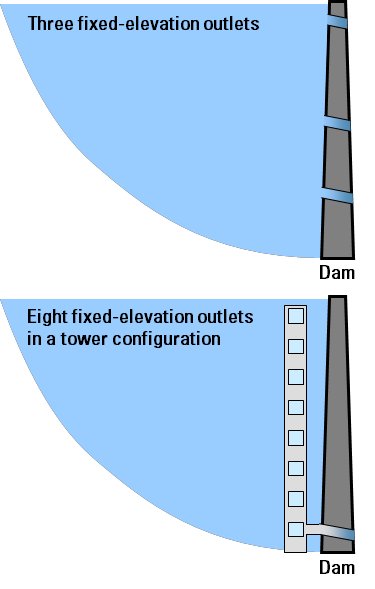 Three fixed-elevation outlets
Dam
Eight fixed-elevation outlets
in a tower configuration
Dam